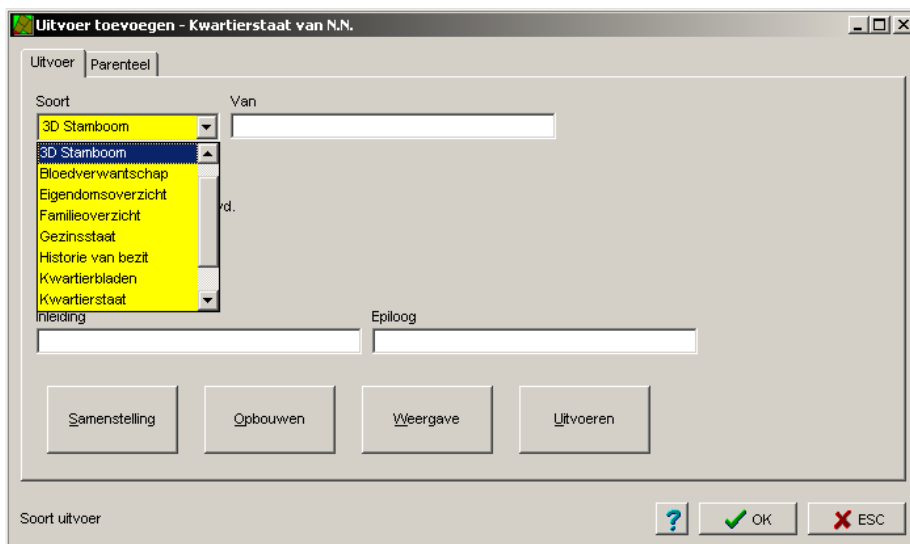 Uitvoer toevoegen - Kwartierstaat van N.N.
Uitvoer Parenteel
Soort Van
3D Stamboom
3D Stamboom
Bloedverwantschap
Eigendomsoverzicht
Familieoverzicht
Gezinsstaat
Historie van bezit
Kwartierbladen
Kwartierstaat
Inleiding Epiloog
Samenstelling Opbouwen Weergave Uitvoeren
Soort uitvoer ? OK ESC